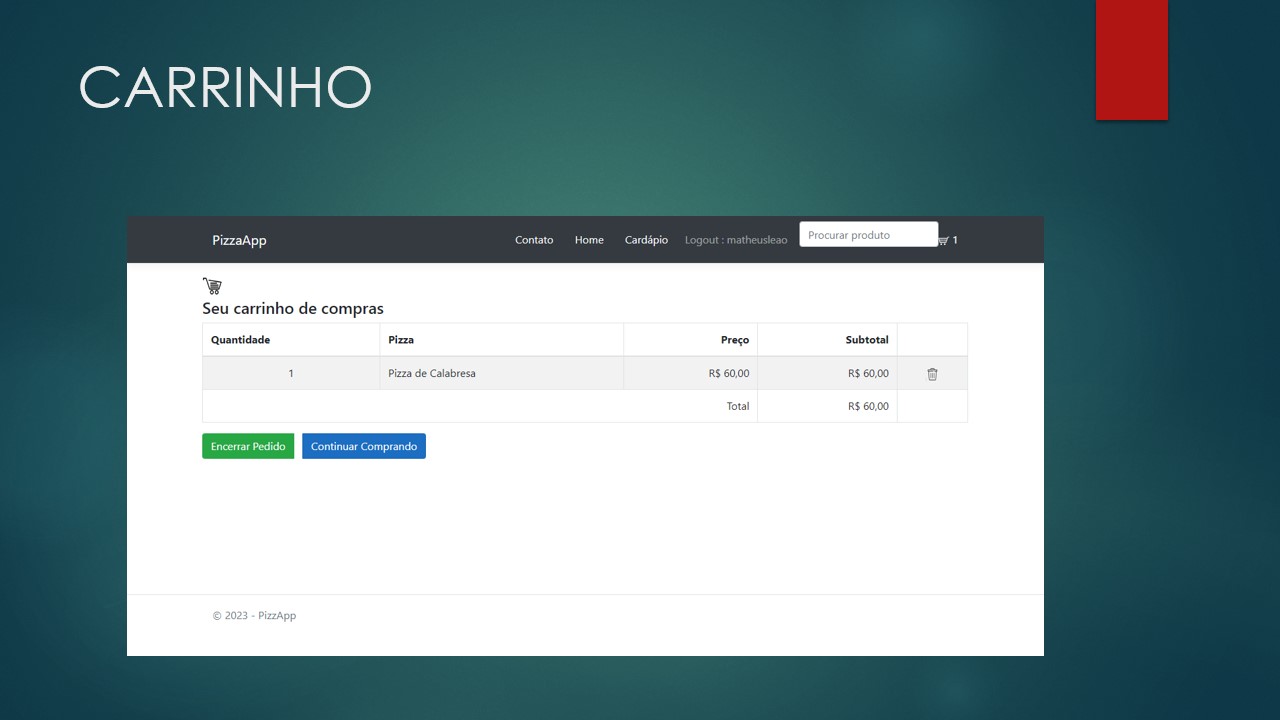 CARRINHO
PizzaApp Contato Home Cardápio Logout : matheusleao Procurar produto 1
Seu carrinho de compras
Quantidade Pizza Preço Subtotal
1 Pizza de Calabresa R$ 60,00 R$ 60,00
Total R$ 60,00
Encerrar Pedido Continuar Comprando
© 2023 - PizzApp